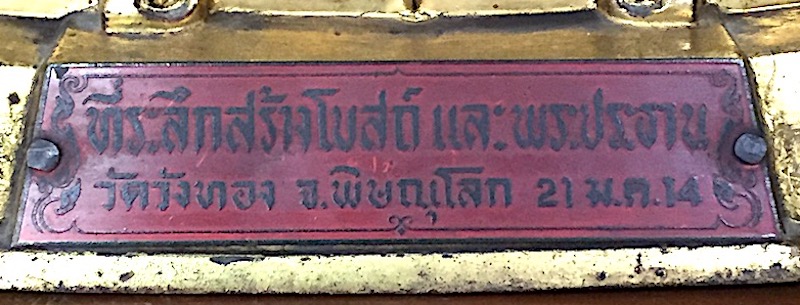 ที่ระลึกสร้างโบสถ์ และพระประธาน
วัดวังทอง จ.พิษณุโลก 21 ม.ค.14